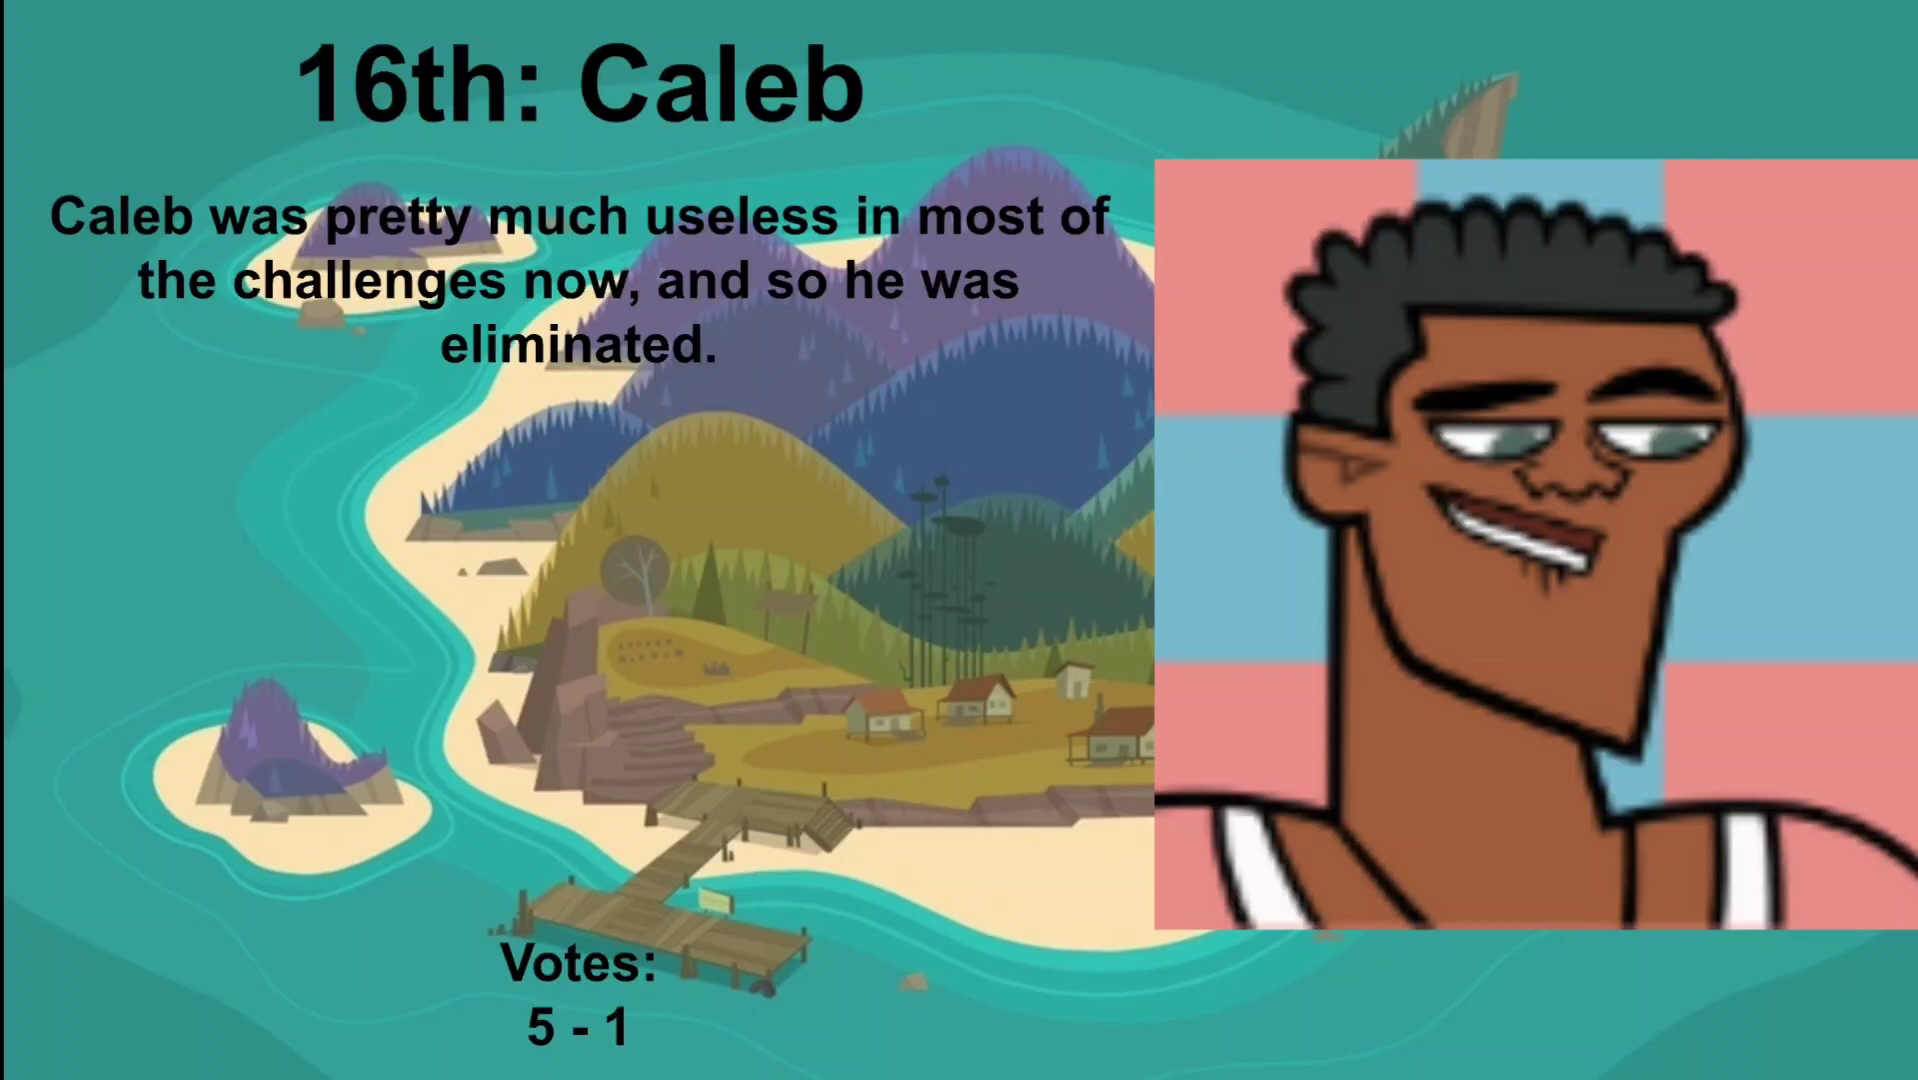 16th: Caleb
Caleb was pretty much useless in most of
the challenges now, and so he was
eliminated.
Votes:
5 - 1